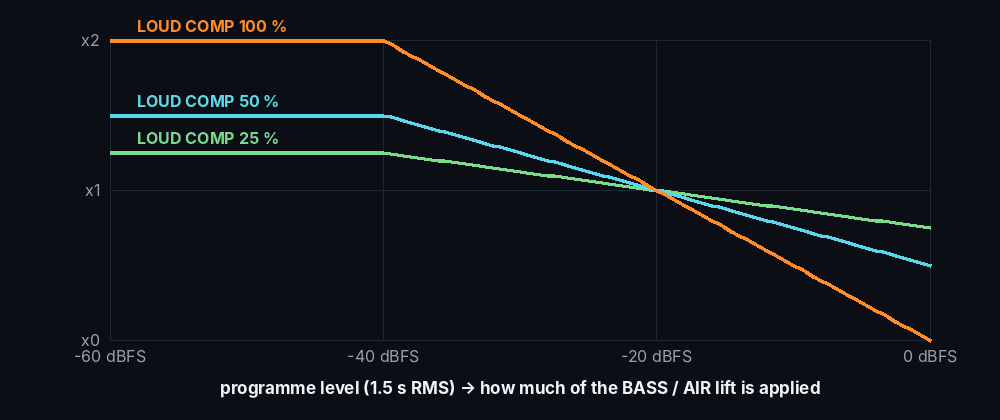 LOUD COMP 100 %
x2
LOUD COMP 50 %
LOUD COMP 25 %
x1
x0
-60 dBFS -40 dBFS -20 dBFS 0 dBFS
programme level (1.5 s RMS) → how much of the BASS / AIR lift is applied